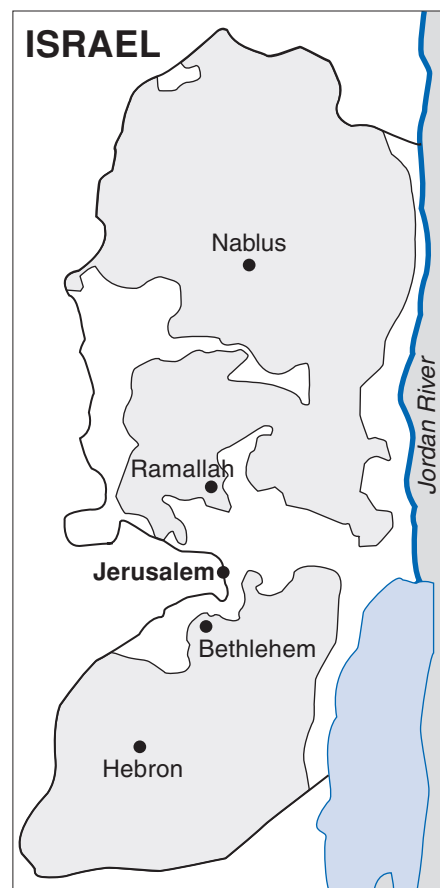 ISRAEL
Nablus
Jordan River
Ramallah
Jerusalem
Bethlehem
Hebron